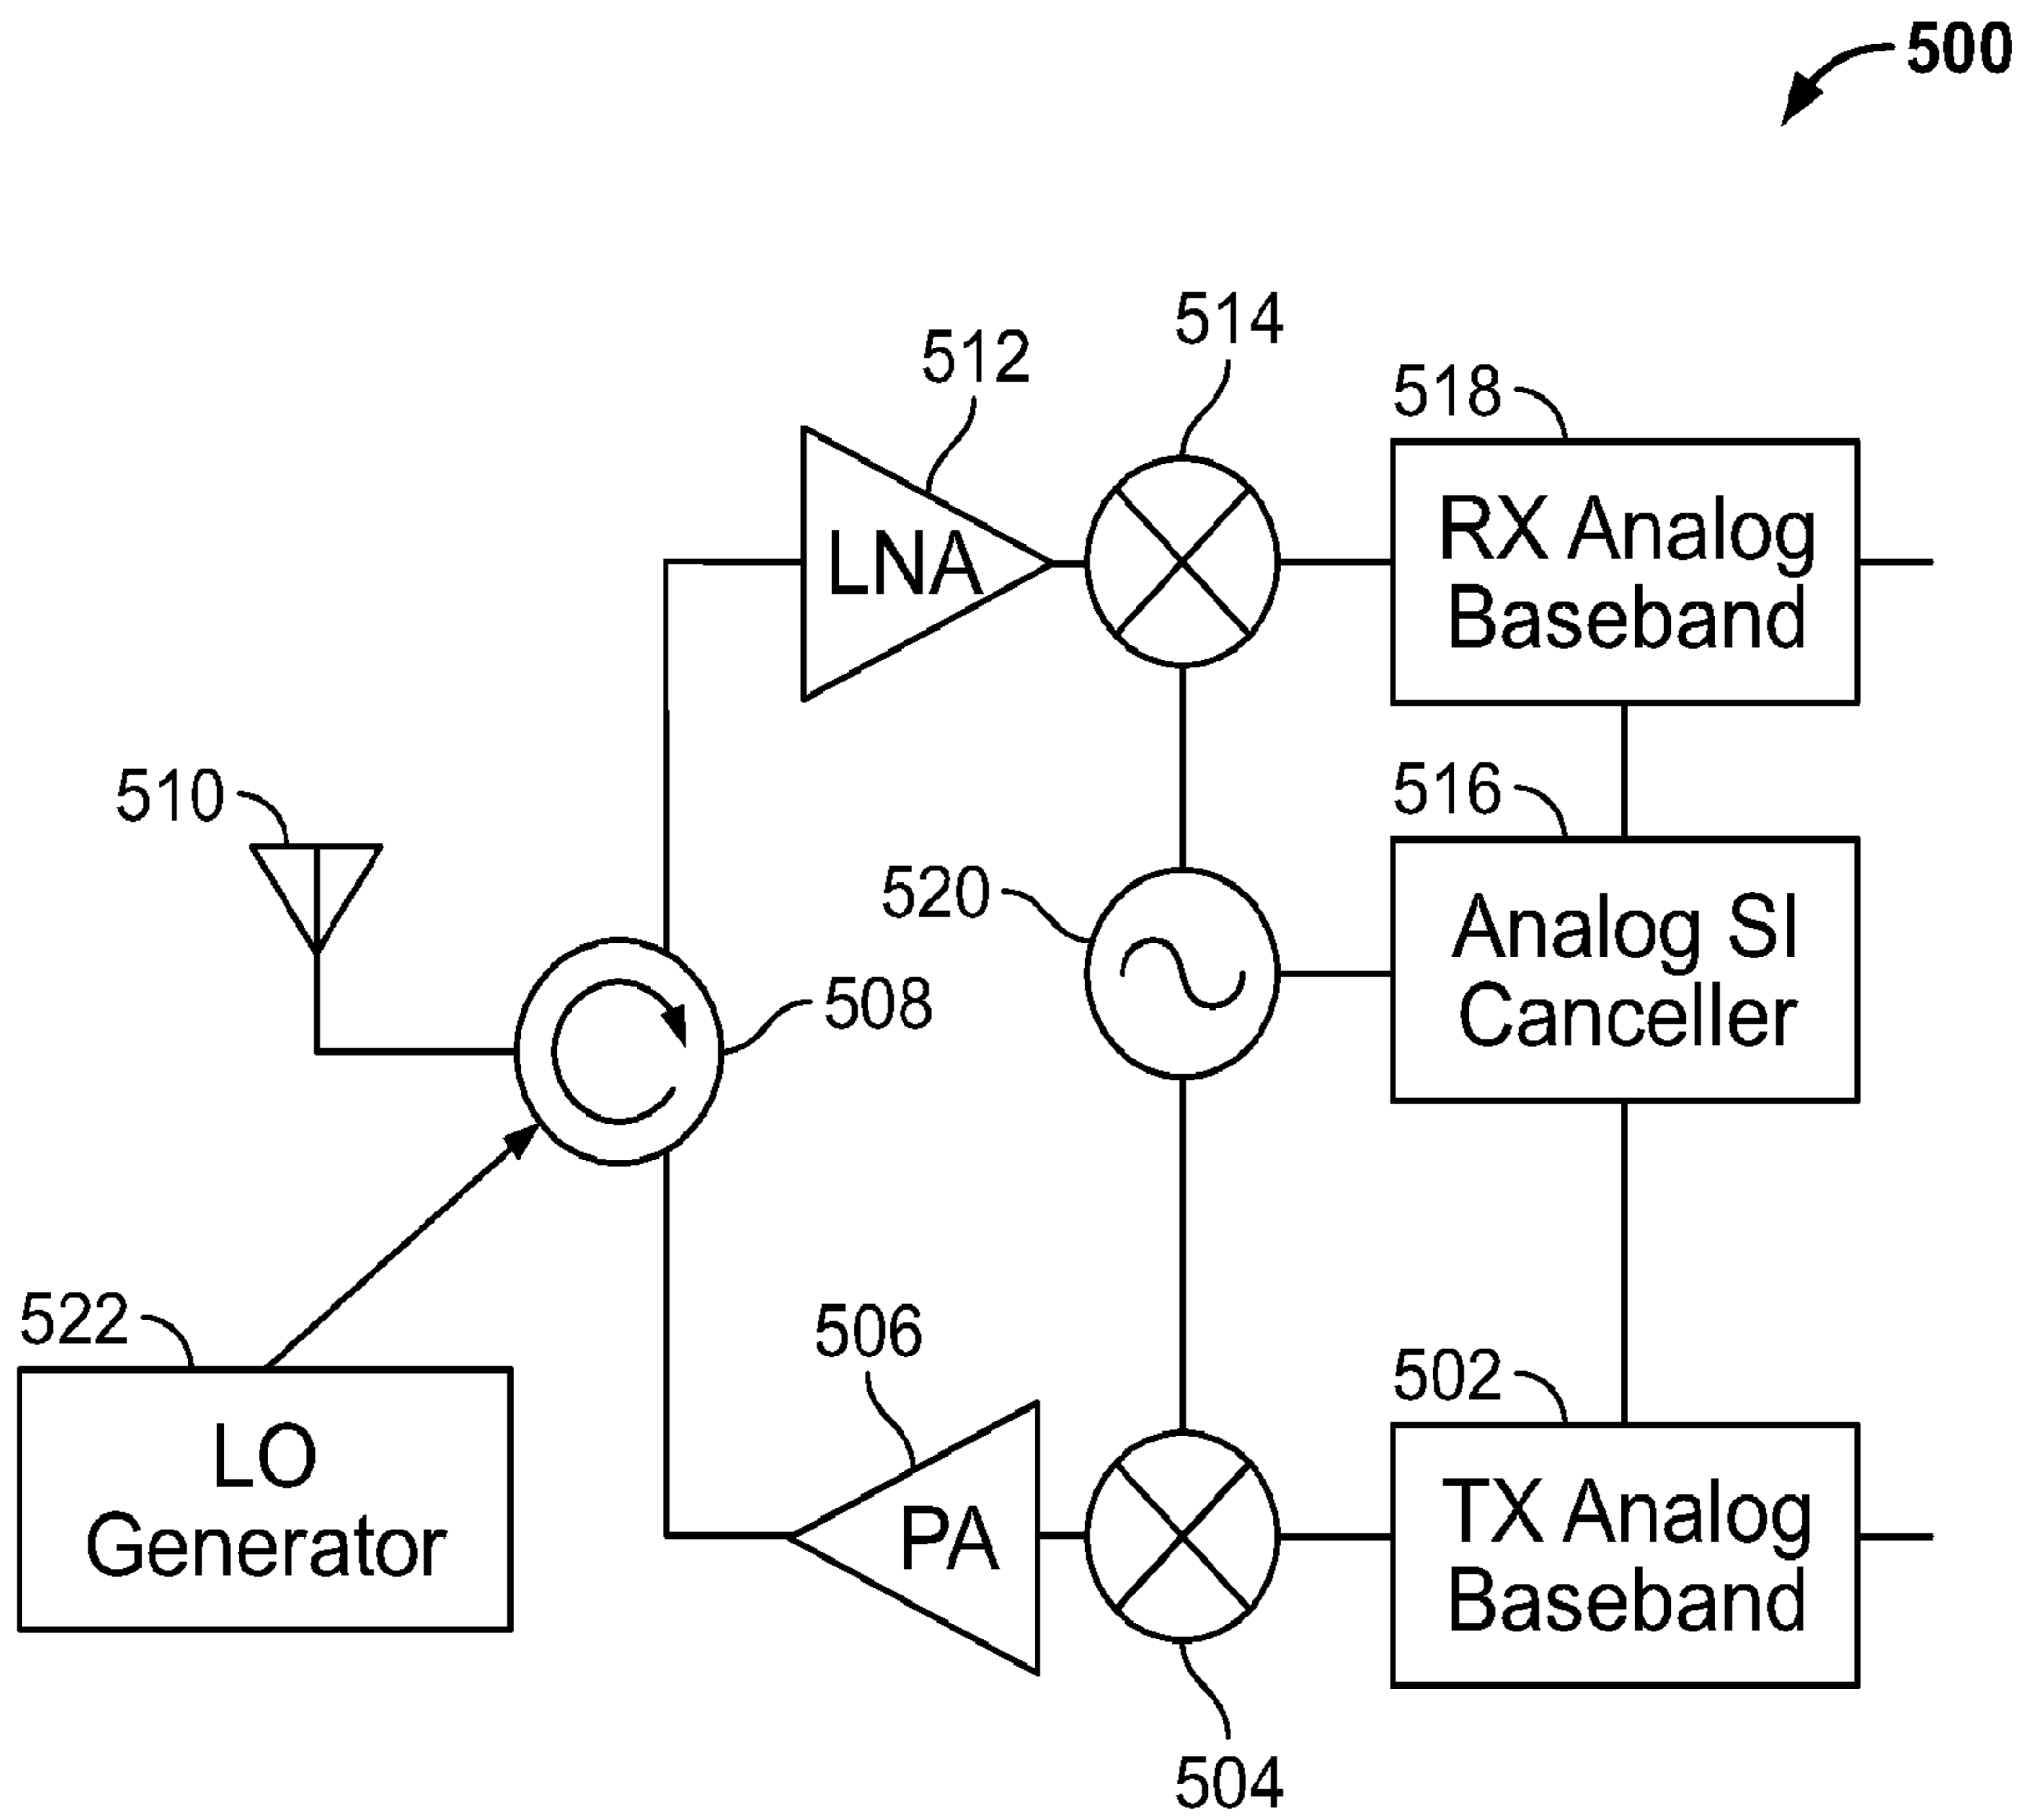 500
514
512
518
LNA
RX Analog
Baseband
510
516
520
Analog SI
Canceller
508
522
506
502
LO
Generator
PA
TX Analog
Baseband
504